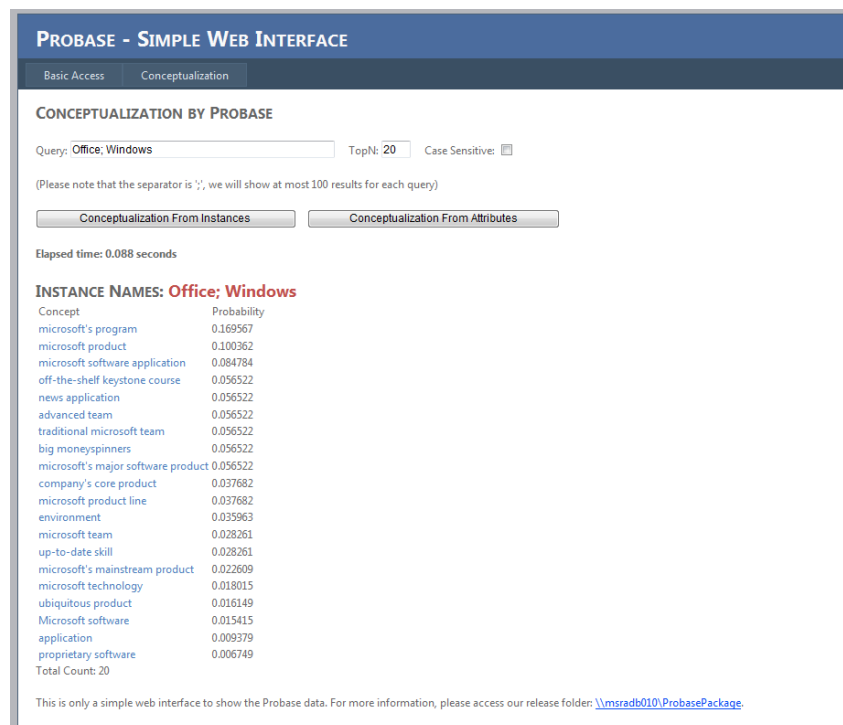 PROBASE - SIMPLE WEB INTERFACE
Basic Access Conceptualization
CONCEPTUALIZATION BY PROBASE
Query: Office; Windows TopN: 20 Case Sensitive:
(Please note that the separator is ';', we will show at most 100 results for each query)
Conceptualization From Instances Conceptualization From Attributes
Elapsed time: 0.088 seconds
INSTANCE NAMES: Office; Windows
Concept Probability
microsoft's program 0.169567
microsoft product 0.100362
microsoft software application 0.084784
off-the-shelf keystone course 0.056522
news application 0.056522
advanced team 0.056522
traditional microsoft team 0.056522
big moneyspinners 0.056522
microsoft's major software product 0.056522
company's core product 0.037682
microsoft product line 0.037682
environment 0.035963
microsoft team 0.028261
up-to-date skill 0.028261
microsoft's mainstream product 0.022609
microsoft technology 0.018015
ubiquitous product 0.016149
Microsoft software 0.015415
application 0.009379
proprietary software 0.006749
Total Count: 20
This is only a simple web interface to show the Probase data. For more information, please access our release folder: \\msradb010\ProbasePackage.